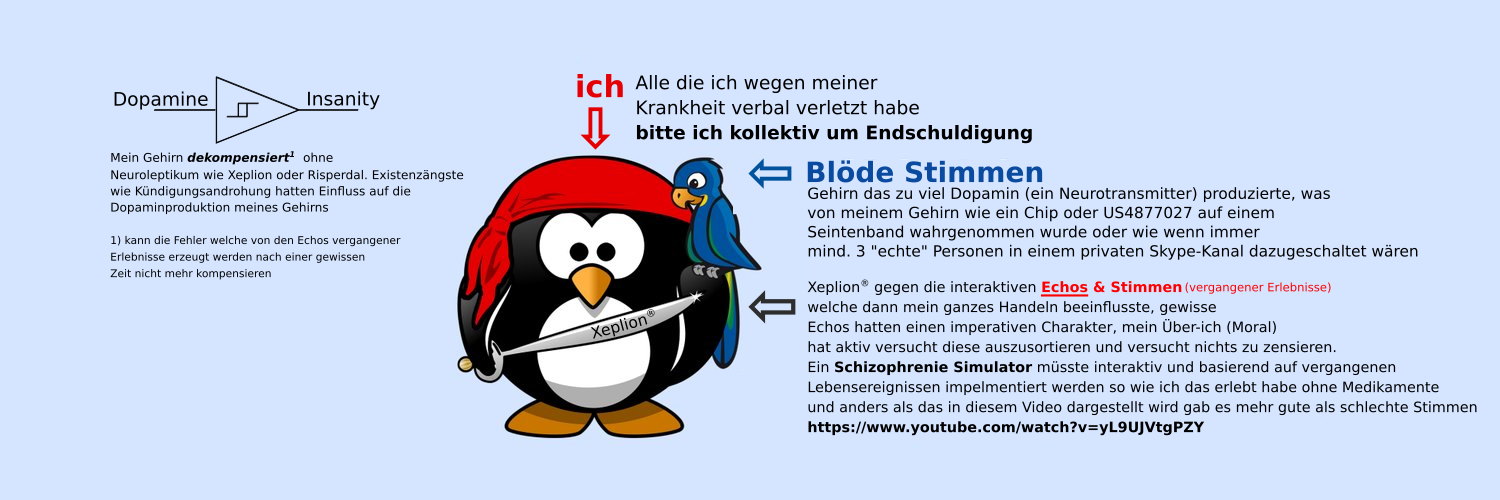 Dopamine
Insanity
Mein Gehirn dekompensiert¹ ohne
Neuroleptikum wie Xeplion oder Risperdal. Existenzängste
wie Kündigungsandrohung hatten Einfluss auf die
Dopaminproduktion meines Gehirns
1) kann die Fehler welche von den Echos vergangener
Erlebnisse erzeugt werden nach einer gewissen
Zeit nicht mehr kompensieren
ich
Alle die ich wegen meiner
Krankheit verbal verletzt habe
bitte ich kollektiv um Endschuldigung
Blöde Stimmen
Gehirn das zu viel Dopamin (ein Neurotransmitter) produzierte, was
von meinem Gehirn wie ein Chip oder US4877027 auf einem
Seintenband wahrgenommen wurde oder wie wenn immer
mind. 3 "echte" Personen in einem privaten Skype-Kanal dazugeschaltet wären
Xeplion®
Xeplion® gegen die interaktiven Echos & Stimmen (vergangener Erlebnisse)
welche dann mein ganzes Handeln beeinflusste, gewisse
Echos hatten einen imperativen Charakter, mein Über-ich (Moral)
hat aktiv versucht diese auszusortieren und versucht nichts zu zensieren.
Ein Schizophrenie Simulator müsste interaktiv und basierend auf vergangenen
Lebensereignissen impelmentiert werden so wie ich das erlebt habe ohne Medikamente
und anders als das in diesem Video dargestellt wird gab es mehr gute als schlechte Stimmen
https://www.youtube.com/watch?v=yL9UJVtgPZY